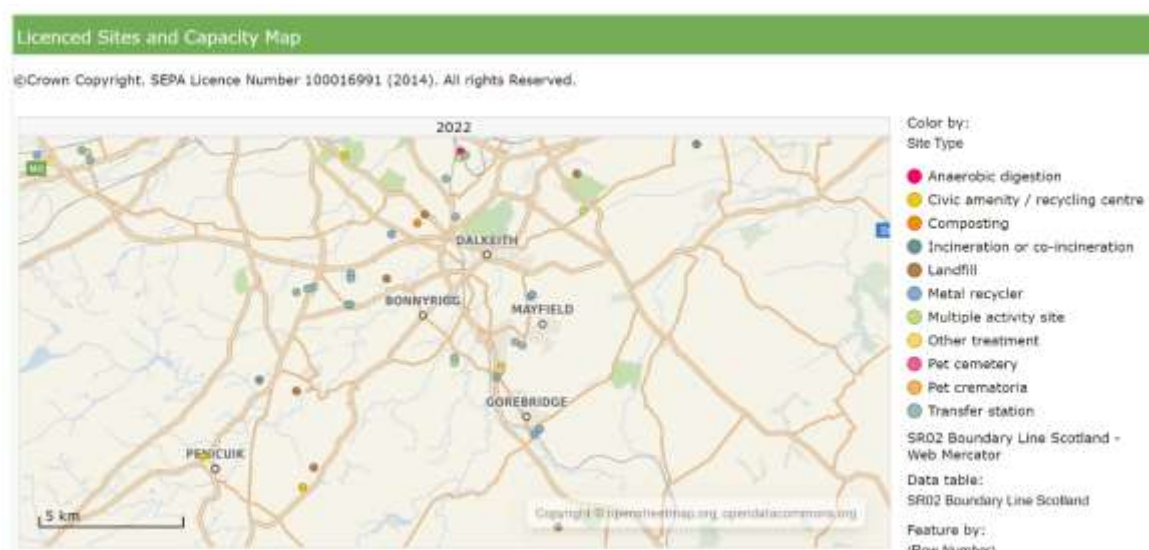 Licenced Sites and Capacity Map
©Crown Copyright. SEPA Licence Number 100016991 (2014). All rights Reserved.
2022
Color by:
Site Type
Anaerobic digestion
Civic amenity / recycling centre
Composting
Incineration or co-incineration
Landfill
Metal recycler
Multiple activity site
Other treatment
Pet cemetery
Pet crematoria
Transfer station
SR02 Boundary Line Scotland -
Web Mercator
Data table:
SR02 Boundary Line Scotland
Feature by:
(Row Number)
DALKEITH
BONNYRIGG
MAYFIELD
GOREBRIDGE
PENICUIK
5 km
Copyright © openstreetmap.org, opendatacommons.org